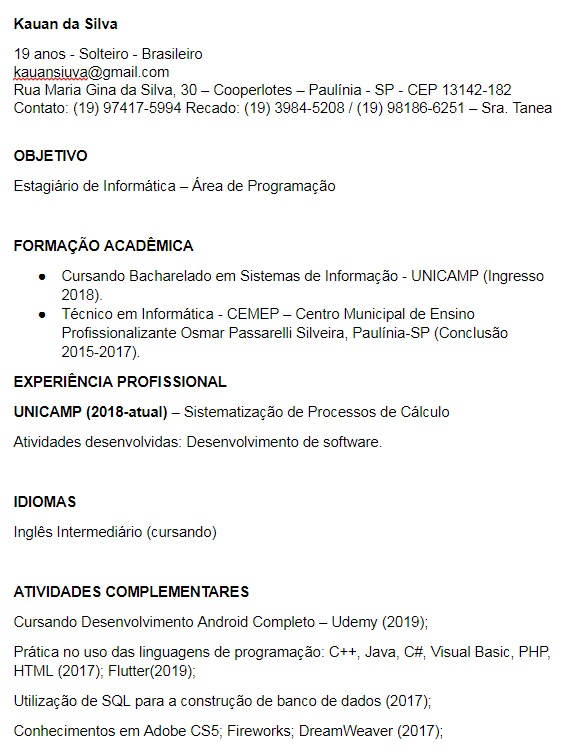 Kauan da Silva
19 anos - Solteiro - Brasileiro
kauansiuva@gmail.com
Rua Maria Gina da Silva, 30 – Cooperlotes – Paulínia - SP - CEP 13142-182
Contato: (19) 97417-5994 Recado: (19) 3984-5208 / (19) 98186-6251 – Sra. Tanea
OBJETIVO
Estagiário de Informática – Área de Programação
FORMAÇÃO ACADÊMICA
● Cursando Bacharelado em Sistemas de Informação - UNICAMP (Ingresso
2018).
● Técnico em Informática - CEMEP – Centro Municipal de Ensino
Profissionalizante Osmar Passarelli Silveira, Paulínia-SP (Conclusão
2015-2017).
EXPERIÊNCIA PROFISSIONAL
UNICAMP (2018-atual) – Sistematização de Processos de Cálculo
Atividades desenvolvidas: Desenvolvimento de software.
IDIOMAS
Inglês Intermediário (cursando)
ATIVIDADES COMPLEMENTARES
Cursando Desenvolvimento Android Completo – Udemy (2019);
Prática no uso das linguagens de programação: C++, Java, C#, Visual Basic, PHP,
HTML (2017); Flutter(2019);
Utilização de SQL para a construção de banco de dados (2017);
Conhecimentos em Adobe CS5; Fireworks; DreamWeaver (2017);